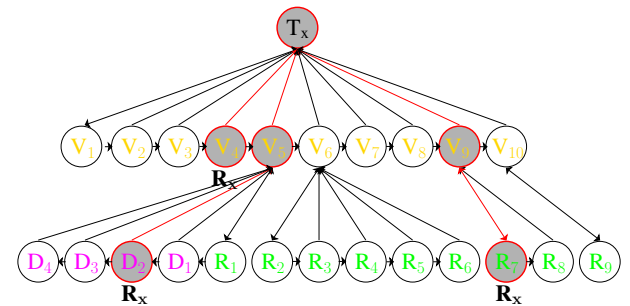 Tₓ
V₁ V₂ V₃ V₄ V₅ V₆ V₇ V₈ V₉ V₁₀
Rₓ
D₄ D₃ D₂ D₁ R₁ R₂ R₃ R₄ R₅ R₆ R₇ R₈ R₉
Rₓ Rₓ